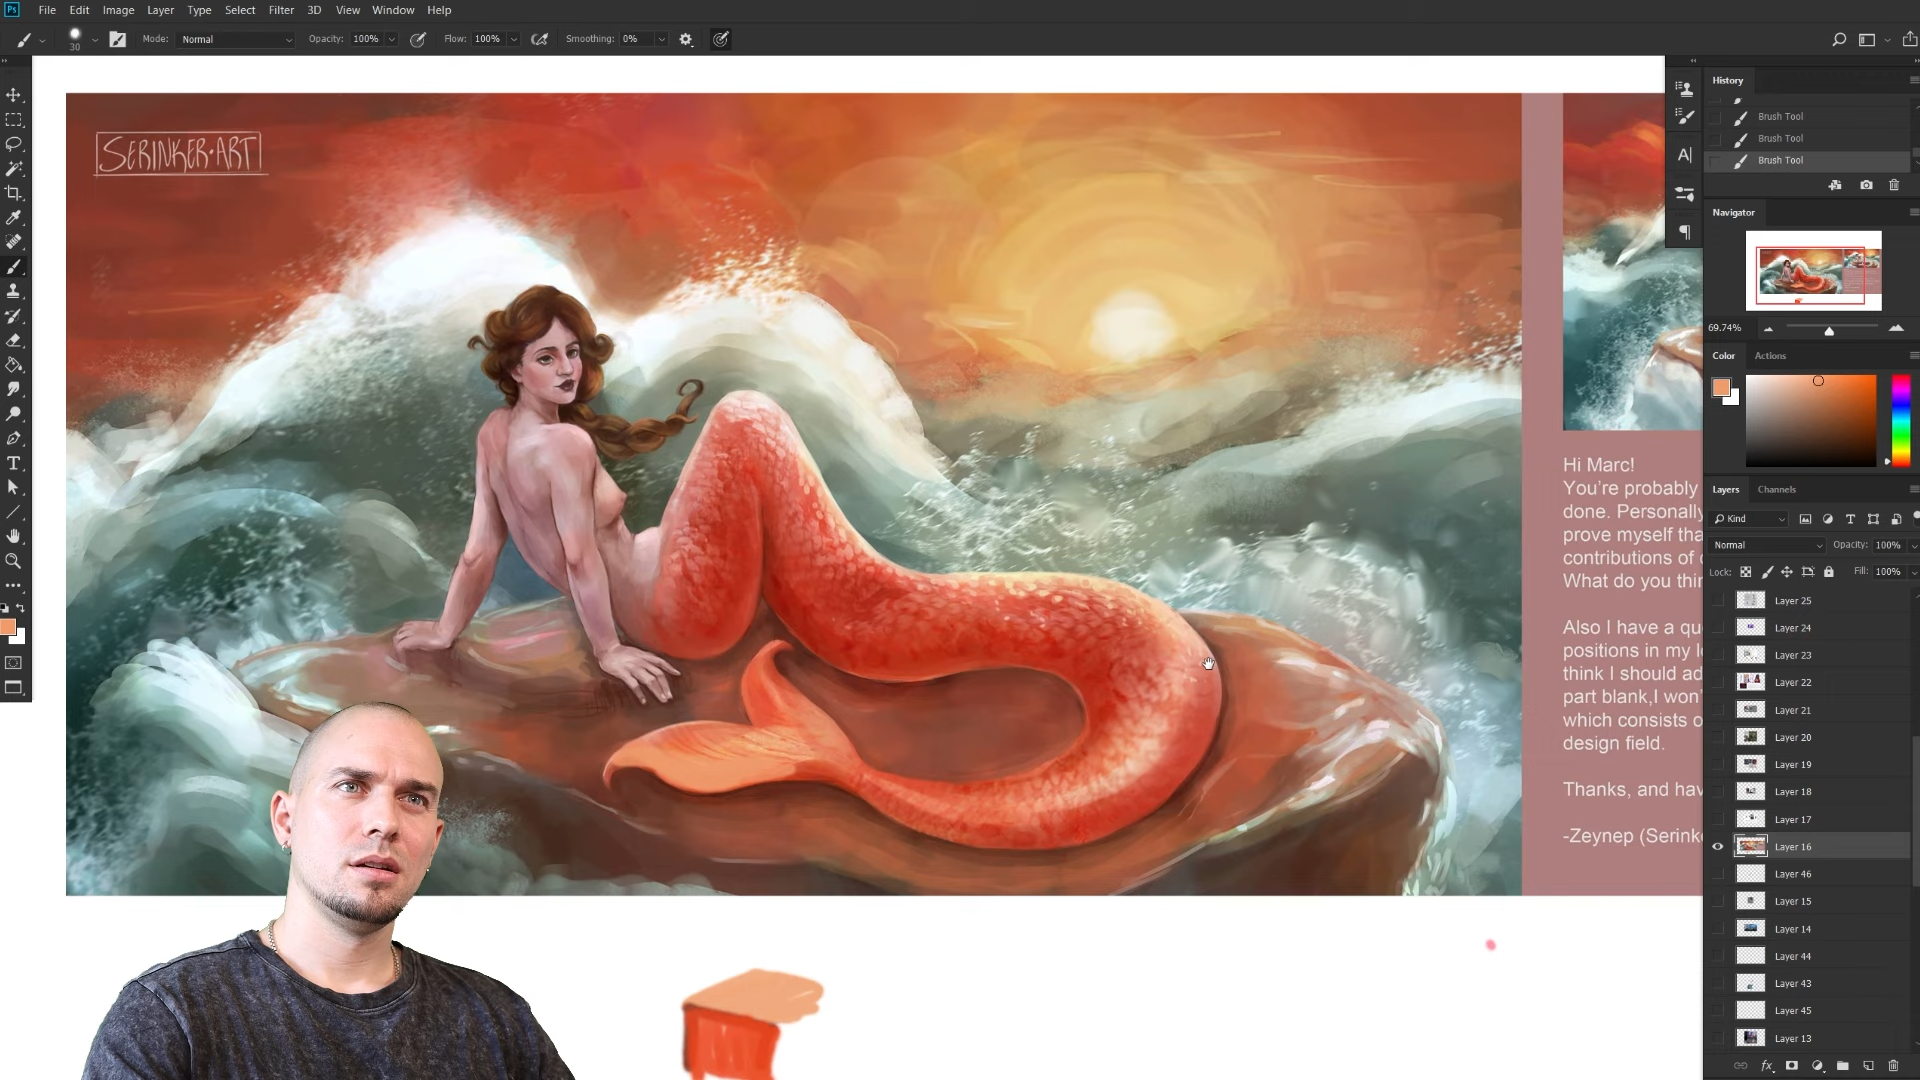 Ps File Edit Image Layer Type Select Filter 3D View Window Help
30 Mode: Normal Opacity: 100% Flow: 100% Smoothing: 0%
SERINKER·ART
History
Brush Tool
Brush Tool
Brush Tool
Navigator
69.74%
Color Actions
Hi Marc!
You're probably
done. Personally
prove myself tha
contributions of
What do you thin
Also I have a qu
positions in my
think I should ad
part blank,I won'
which consists o
design field.
Thanks, and hav
-Zeynep (Serinke
Layers Channels
Kind
Normal Opacity: 100%
Lock: Fill: 100%
Layer 25
Layer 24
Layer 23
Layer 22
Layer 21
Layer 20
Layer 19
Layer 18
Layer 17
Layer 16
Layer 46
Layer 15
Layer 14
Layer 44
Layer 43
Layer 45
Layer 13
fx